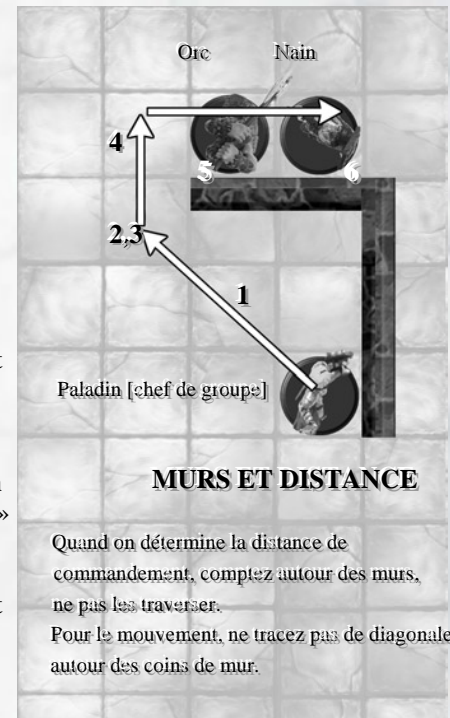 Orc Nain
4
5 6
2,3
1
Paladin [chef de groupe]
MURS ET DISTANCE
»
Quand on détermine la distance de
commandement, comptez autour des murs,
ne pas les traverser.
Pour le mouvement, ne tracez pas de diagonale
autour des coins de mur.